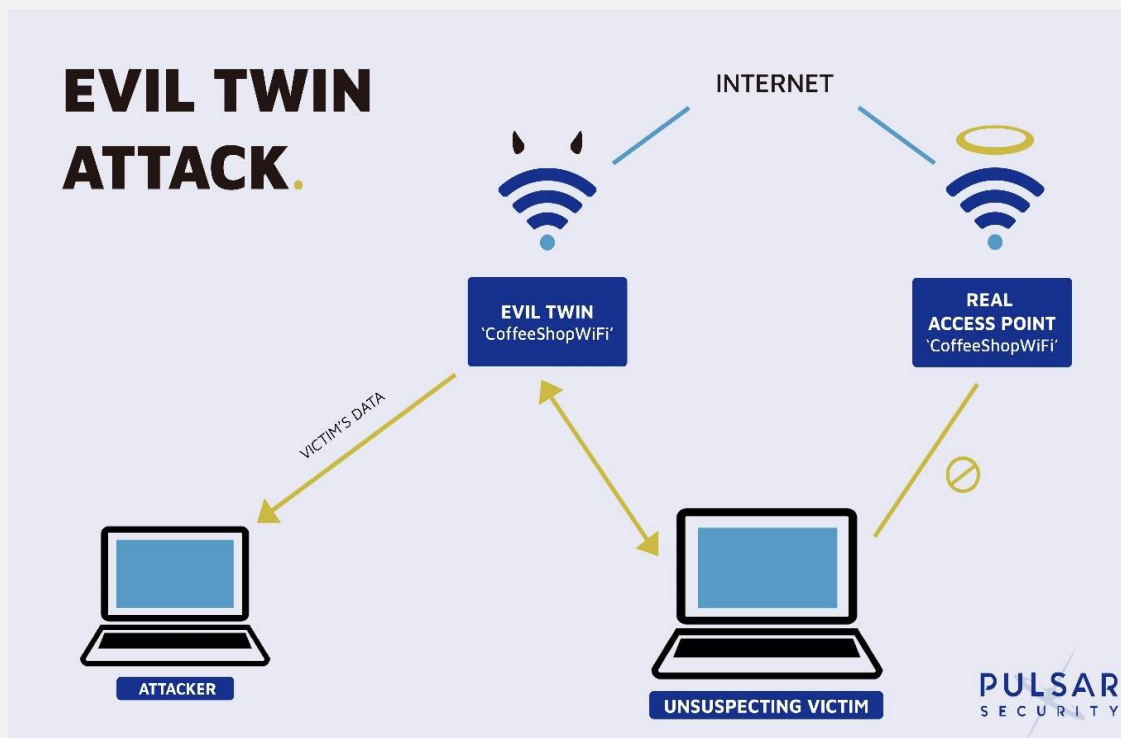 EVIL TWIN
ATTACK.
INTERNET
EVIL TWIN
‘CoffeeShopWiFi’
REAL
ACCESS POINT
‘CoffeeShopWiFi’
VICTIM'S DATA
ATTACKER
UNSUSPECTING VICTIM
PULSAR
SECURITY